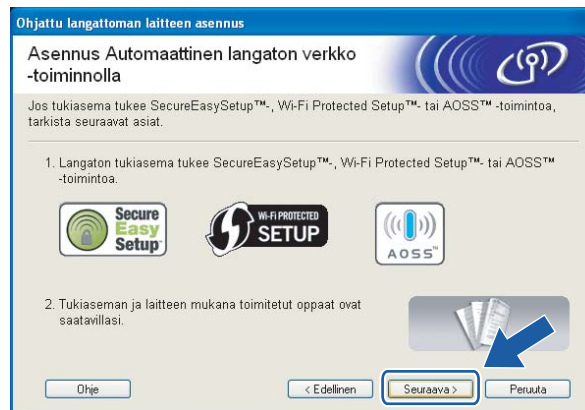 Ohjattu langattoman laitteen asennus
Asennus Automaattinen langaton verkko
-toiminnolla
Jos tukiasema tukee SecureEasySetup™-, Wi-Fi Protected Setup™- tai AOSS™ -toimintoa,
tarkista seuraavat asiat.
1. Langaton tukiasema tukee SecureEasySetup™-, Wi-Fi Protected Setup™- tai AOSS™
-toimintoa.
Secure
Easy
Setup™
WI-FI PROTECTED
SETUP
AOSS™
2. Tukiaseman ja laitteen mukana toimitetut oppaat ovat
saatavillasi.
Ohje
< Edellinen
Seuraava >
Peruuta